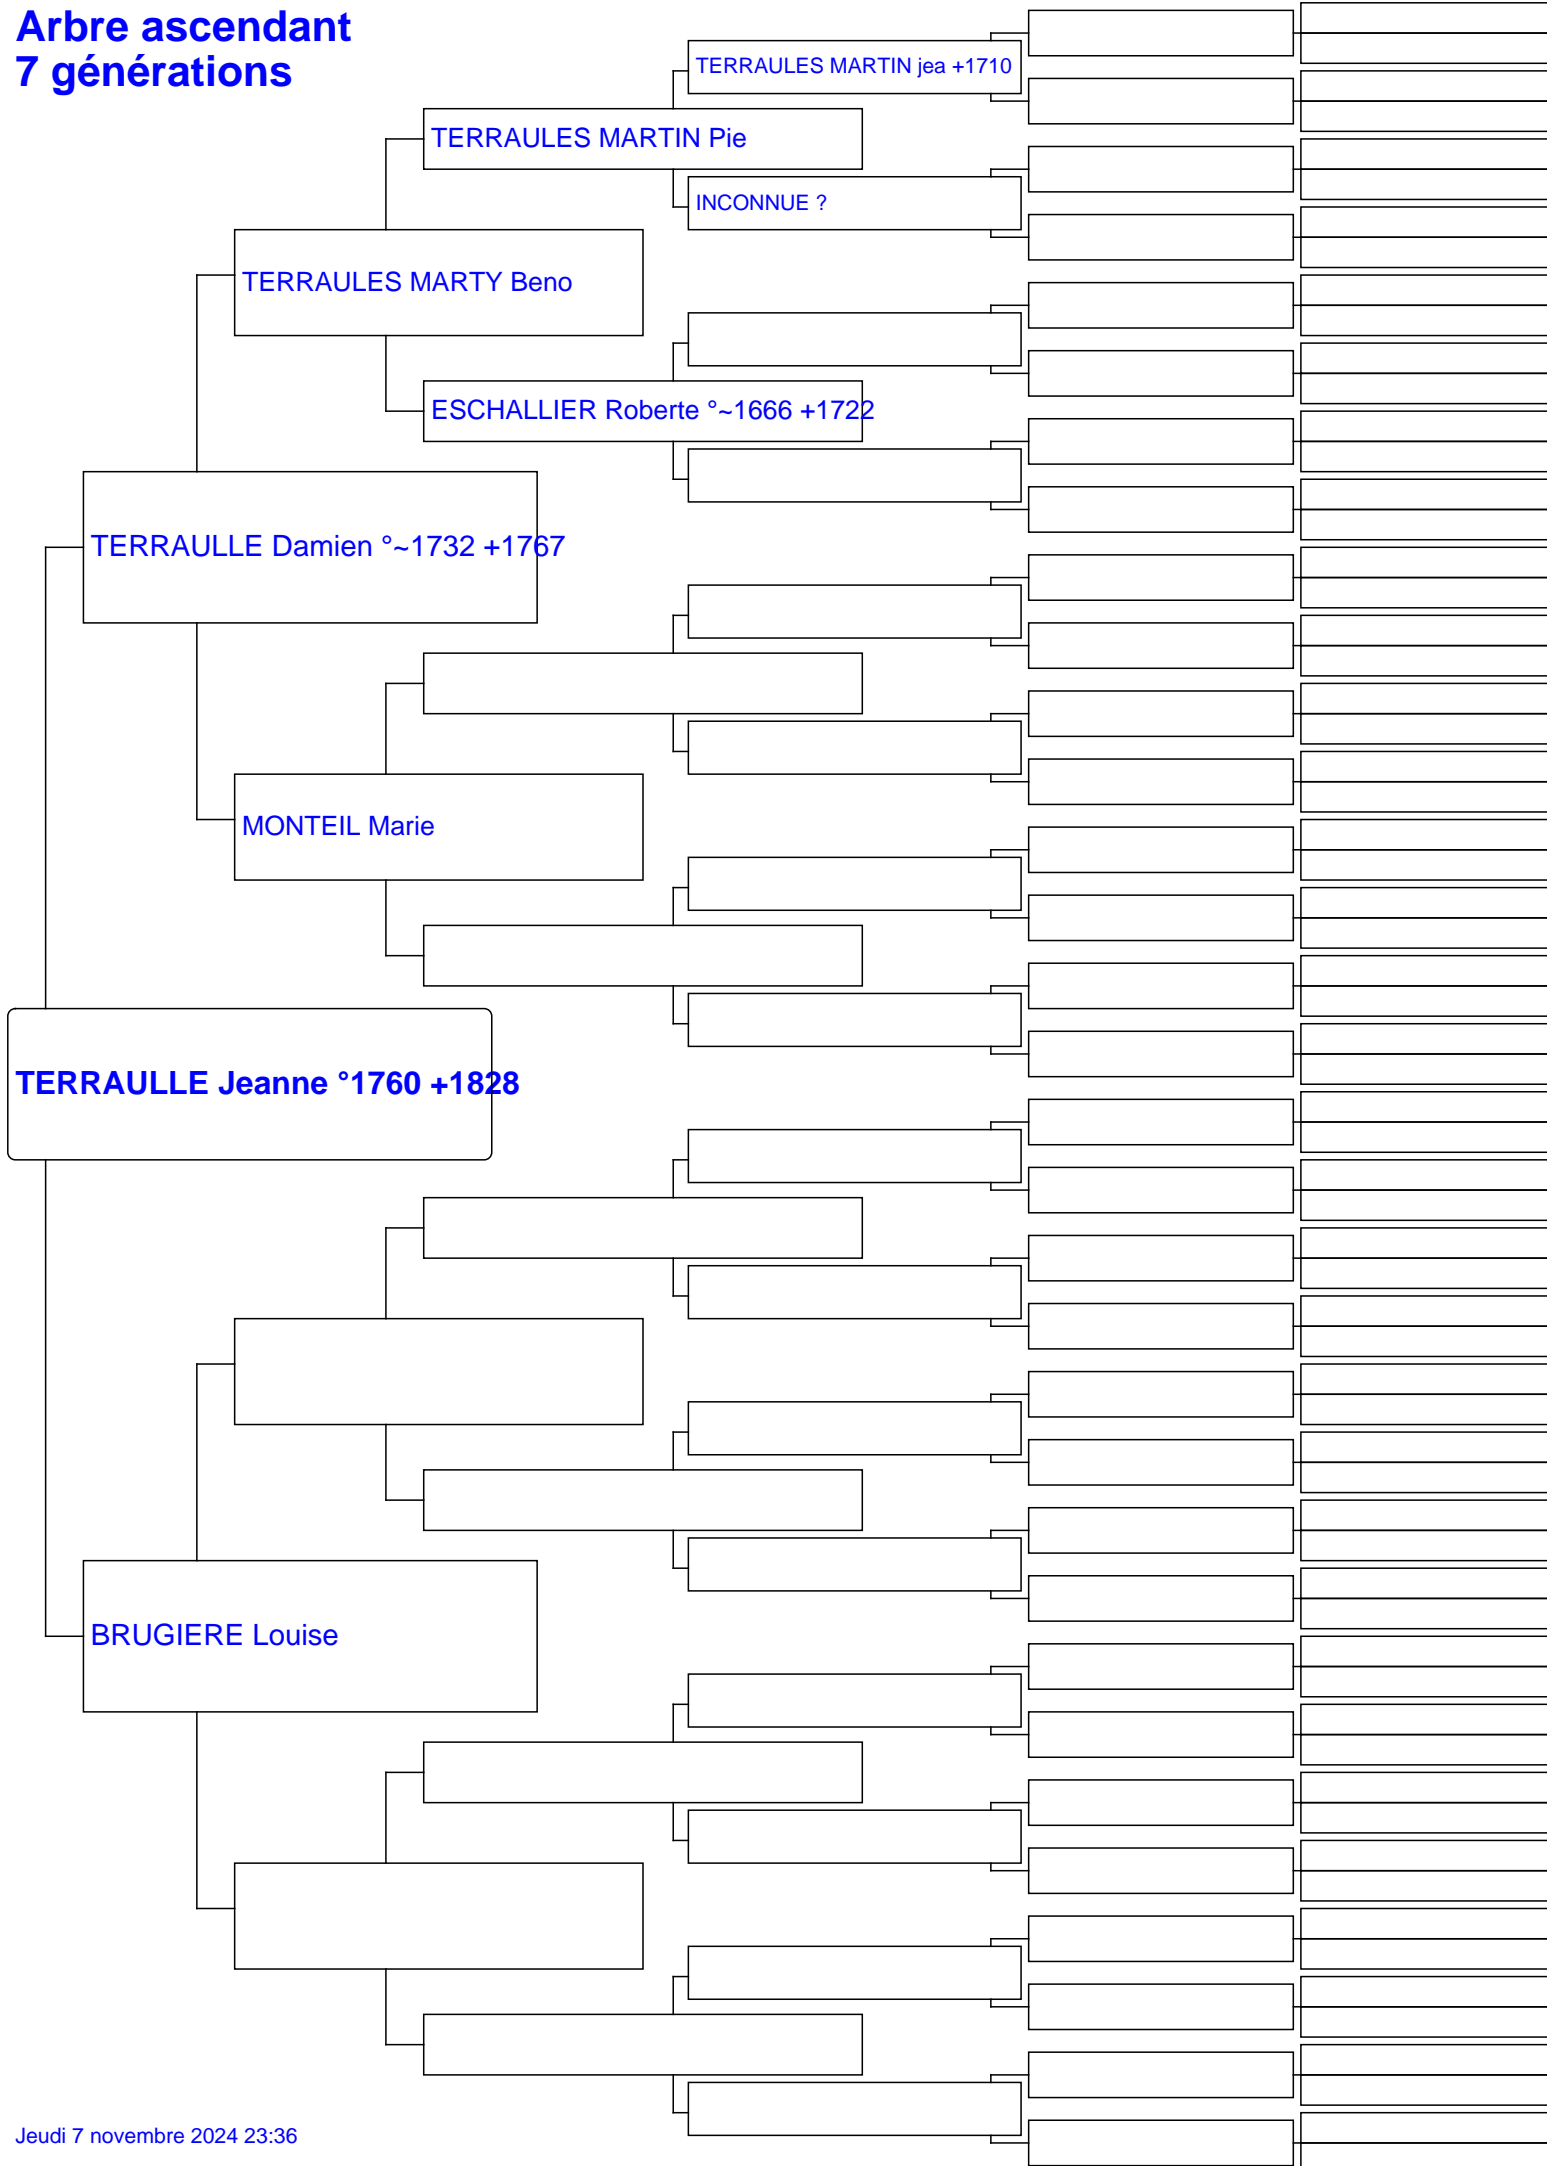 Arbre ascendant
7 générations
TERRAULES MARTIN jea +1710
TERRAULES MARTIN Pie
INCONNUE ?
TERRAULES MARTY Beno
ESCHALLIER Roberte °~1666 +1722
TERRAULLE Damien °~1732 +1767
MONTEIL Marie
TERRAULLE Jeanne °1760 +1828
BRUGIERE Louise
Jeudi 7 novembre 2024 23:36